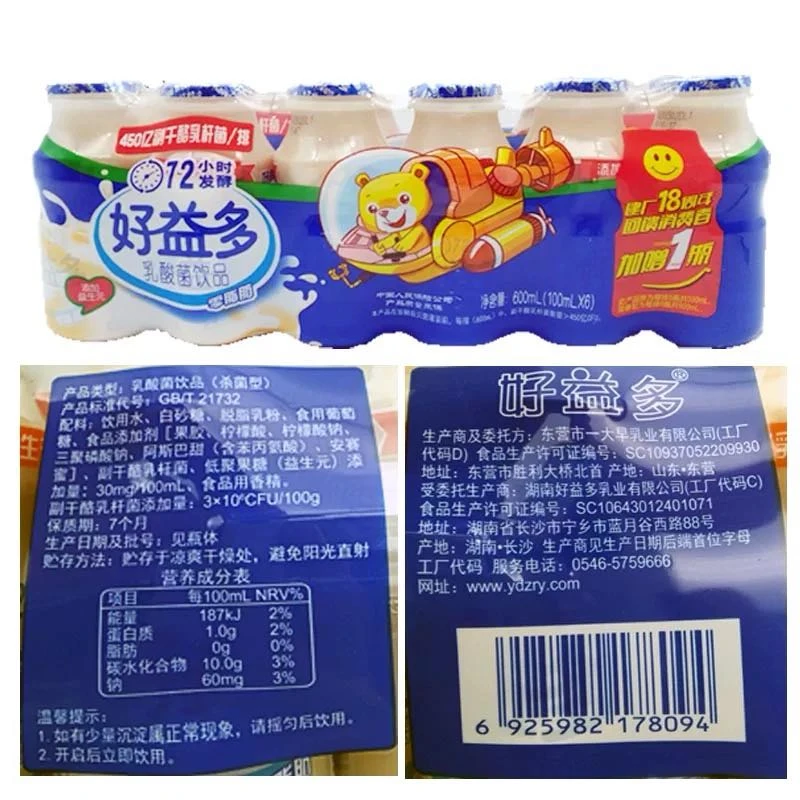 450亿副干酪乳杆菌/排
72小时
发酵
好益多
乳酸菌饮品
零脂肪
添加
益生元
中国人民保险公司
产品质量承保
净含量: 600mL(100mLX6)
建厂18周年
回馈消费者
加赠1瓶
产品类型: 乳酸菌饮品 (杀菌型)
产品标准代号: GB/T 21732
配料: 饮用水、白砂糖、脱脂乳粉、食用葡萄
糖、食品添加剂 [果胶、柠檬酸、柠檬酸钠、
三聚磷酸钠、阿斯巴甜 (含苯丙氨酸)、安赛
蜜]、副干酪乳杆菌、低聚果糖 (益生元) 添
加量: 30mg/100mL、食品用香精。
副干酪乳杆菌添加量: 3×10⁶CFU/100g
保质期: 7个月
生产日期及批号: 见瓶体
贮存方法: 贮存于凉爽干燥处, 避免阳光直射
营养成分表
项目 每100mL NRV%
能量 187kJ 2%
蛋白质 1.0g 2%
脂肪 0g 0%
碳水化合物 10.0g 3%
钠 60mg 3%
温馨提示:
1. 如有少量沉淀属正常现象, 请摇匀后饮用。
2. 开启后立即饮用。
好益多®
生产商及委托方: 东营市一大早乳业有限公司(工厂
代码D) 食品生产许可证编号: SC10937052209930
地址: 东营市胜利大桥北首 产地: 山东•东营
受委托生产商: 湖南好益多乳业有限公司(工厂代码C)
食品生产许可证编号: SC10643012401071
地址: 湖南省长沙市宁乡市蓝月谷西路88号
产地: 湖南•长沙 生产商见生产日期后端首位字母
工厂代码 服务电话: 0546-5759666
网址: www.ydzry.com
6 925982 178094